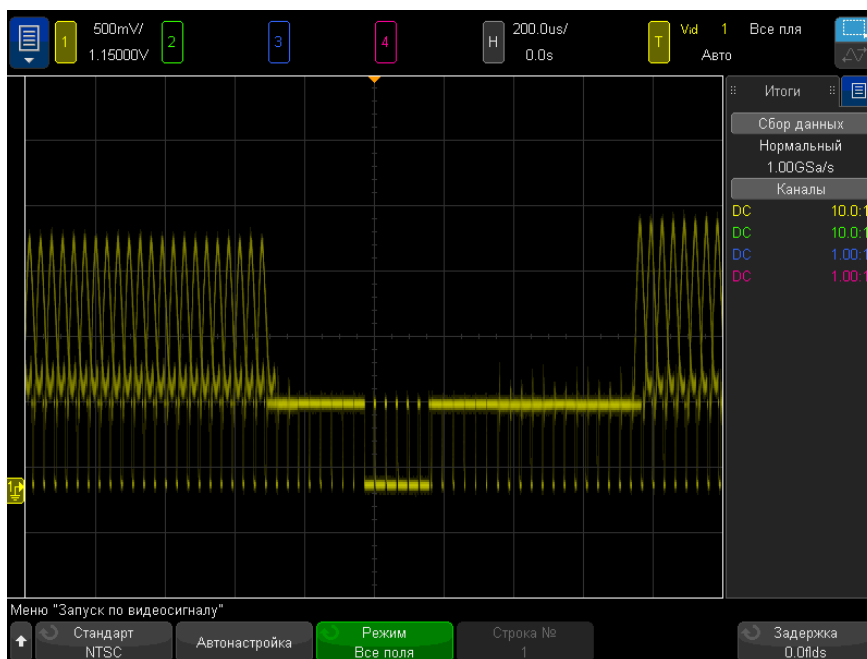 1 500mV/ 2 3 4 H 200.0us/ T Vid 1 Все пля
1.15000V 0.0s Авто
Итоги
Сбор данных
Нормальный
1.00GSa/s
Каналы
DC 10.0:1
DC 10.0:1
DC 1.00:1
DC 1.00:1
Меню "Запуск по видеосигналу"
Стандарт
NTSC
Автонастройка
Режим
Все поля
Строка №
1
Задержка
0.0flds